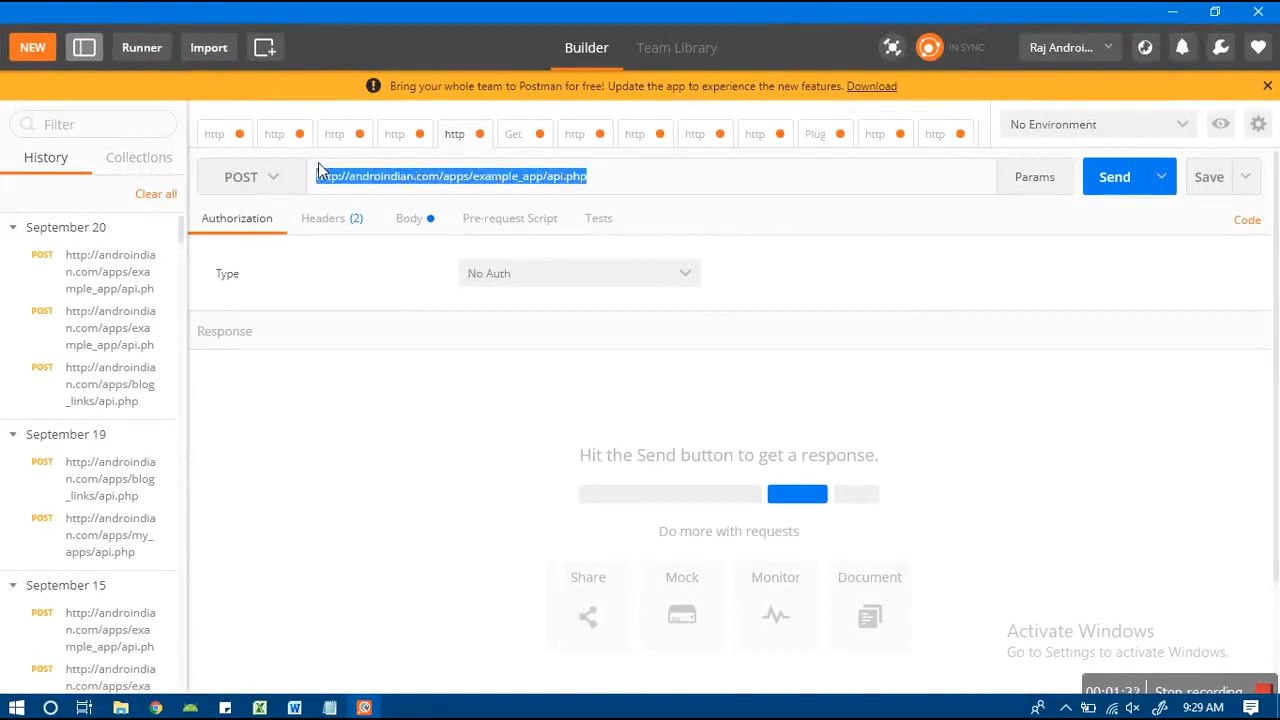 NEW
Runner
Import
Builder
Team Library
IN SYNC
Raj Androi...
Bring your whole team to Postman for free! Update the app to experience the new features. Download
Filter
http
http
http
http
http
Get
http
http
http
http
Plug
http
http
No Environment
History
Collections
Clear all
POST
http://androindian.com/apps/example_app/api.php
Params
Send
Save
Authorization
Headers (2)
Body
Pre-request Script
Tests
Code
Type
No Auth
Response
September 20
POST
http://androindia
n.com/apps/exa
mple_app/api.ph
POST
http://androindia
n.com/apps/exa
mple_app/api.ph
POST
http://androindia
n.com/apps/blog
_links/api.php
September 19
POST
http://androindia
n.com/apps/blog
_links/api.php
POST
http://androindia
n.com/apps/my_
apps/api.php
September 15
POST
http://androindia
n.com/apps/exa
mple_app/api.ph
POST
http://androindia
n.com/apps/exa
Hit the Send button to get a response.
Do more with requests
Share
Mock
Monitor
Document
Activate Windows
Go to Settings to activate Windows.
Stop recording
9:29 AM